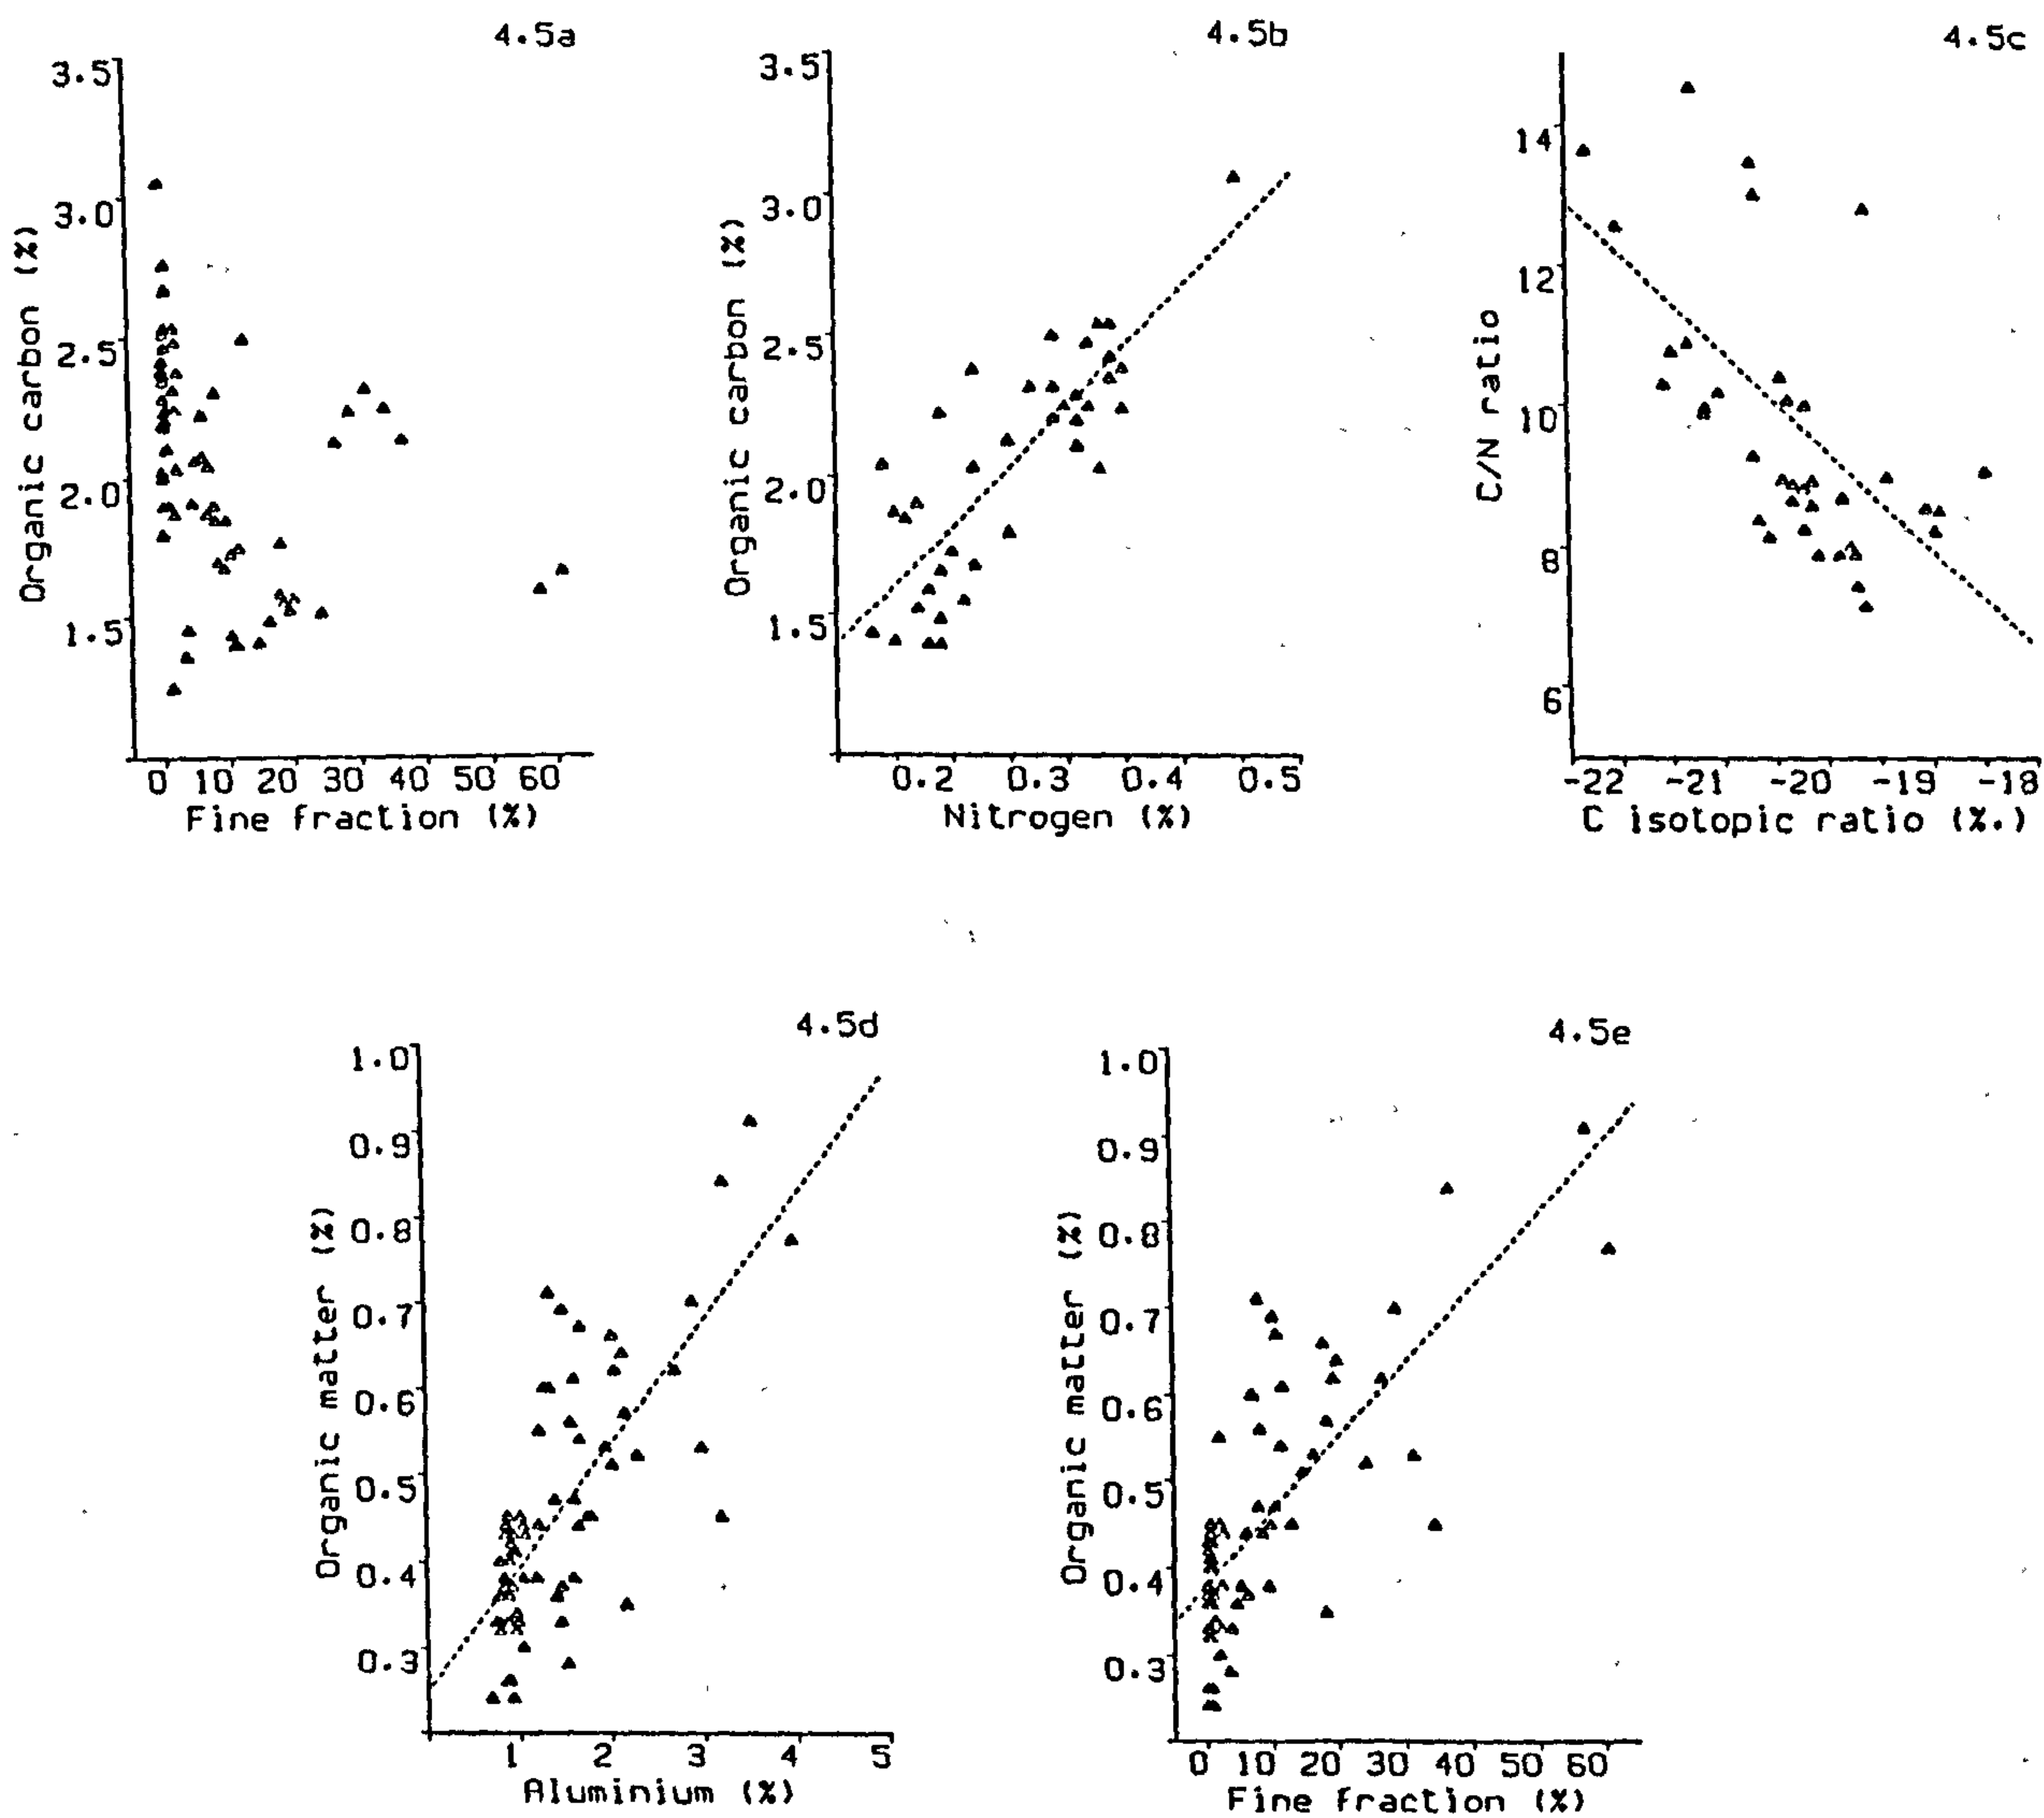 4.5a
3.5
3.0
2.5
2.0
1.5
Organic carbon (%)
0 10 20 30 40 50 60
Fine fraction (%)
4.5b
3.5
3.0
2.5
2.0
1.5
Organic carbon (%)
0.2 0.3 0.4 0.5
Nitrogen (%)
4.5c
14
12
10
8
6
C/N ratio
-22 -21 -20 -19 -18
C isotopic ratio (%.)
4.5d
1.0
0.9
0.8
0.7
0.6
0.5
0.4
0.3
Organic matter (%)
1 2 3 4 5
Aluminium (%)
4.5e
1.0
0.9
0.8
0.7
0.6
0.5
0.4
0.3
Organic matter (%)
0 10 20 30 40 50 60
Fine fraction (%)